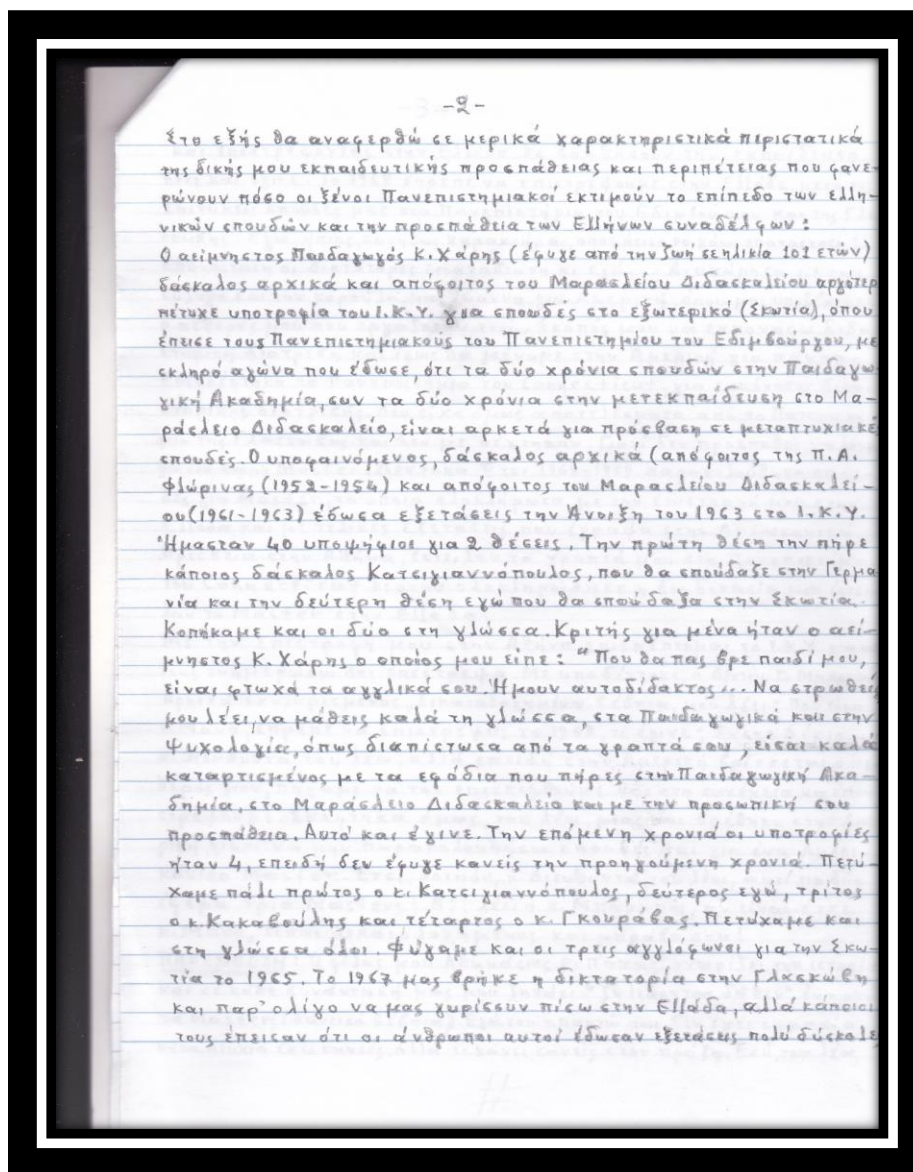 -2-
Στο εξής θα αναφερθώ σε μερικά χαρακτηριστικά περιστατικά
της δικής μου εκπαιδευτικής προσπάθειας και περιπέτειας που φανε-
ρώνουν πόσο οι ξένοι Πανεπιστημιακοί εκτιμούν το επίπεδο των ελλη-
νικών σπουδών και την προσπάθεια των Ελλήνων συναδέλφων:
Ο αείμνηστος Παιδαγωγός Κ. Χάρης (έφυγε από την ζωή σε ηλικία 101 ετών)
δάσκαλος αρχικά και απόφοιτος του Μαρασλείου Διδασκαλείου αργότερ
πέτυχε υποτροφία του Ι.Κ.Υ. για σπουδές στο εξωτερικό (Σκωτία), όπου
έπεισε τους Πανεπιστημιακούς του Πανεπιστημίου του Εδιμβούργου, με
σκληρό αγώνα που έδωσε, ότι τα δύο χρόνια σπουδών στην Παιδαγω-
γική Ακαδημία, συν τα δύο χρόνια στην μετεκπαίδευση στο Μα-
ράσλειο Διδασκαλείο, είναι αρκετά για πρόσβαση σε μεταπτυχιακέ
σπουδές. Ο υποφαινόμενος, δάσκαλος αρχικά (απόφοιτος της Π.Α.
Φλώρινας (1952-1954) και απόφοιτος του Μαρασλείου Διδασκαλεί-
ου (1961-1963) έδωσα εξετάσεις την Άνοιξη του 1963 στο Ι.Κ.Υ.
Ήμασταν 40 υποψήφιοι για 2 θέσεις. Την πρώτη θέση την πήρε
κάποιος δάσκαλος Κατσιγιαννόπουλος, που θα σπούδαζε στην Γερμα
νία και την δεύτερη θέση εγώ που θα σπούδαζα στην Σκωτία.
Κοπήκαμε και οι δύο στη γλώσσα. Κριτής για μένα ήταν ο αεί-
μνηστος Κ. Χάρης ο οποίος μου είπε: "Που θα πας βρε παιδί μου,
είναι φτωχά τα αγγλικά σου. Ήμουν αυτοδίδακτος... Να στρωθεί
μου λέει, να μάθεις καλά τη γλώσσα, στα Παιδαγωγικά και στην
Ψυχολογία, όπως διαπίστωσα από τα γραπτά σου, είσαι καλά
καταρτισμένος με τα εφόδια που πήρες στην Παιδαγωγική Ακα-
δημία, στο Μαράσλειο Διδασκαλείο και με την προσωπική σου
προσπάθεια. Αυτό και έγινε. Την επόμενη χρονιά οι υποτροφίες
ήταν 4, επειδή δεν έφυγε κανείς την προηγούμενη χρονιά. Πετύ-
χαμε πάλι πρώτος ο κ. Κατσιγιαννόπουλος, δεύτερος εγώ, τρίτος
ο κ. Κακαβούλης και τέταρτος ο κ. Γκουράβας. Πετύχαμε και
στη γλώσσα όλοι. Φύγαμε και οι τρεις αγγλόφωνοι για την Σκω-
τία το 1965. Το 1967 μας βρήκε η δικτατορία στην Γλασκώβη
και παρ' ολίγο να μας γυρίσουν πίσω στην Ελλάδα, αλλά κάποιοι
τους έπεισαν ότι οι άνθρωποι αυτοί έδωσαν εξετάσεις πολύ δύσκολε